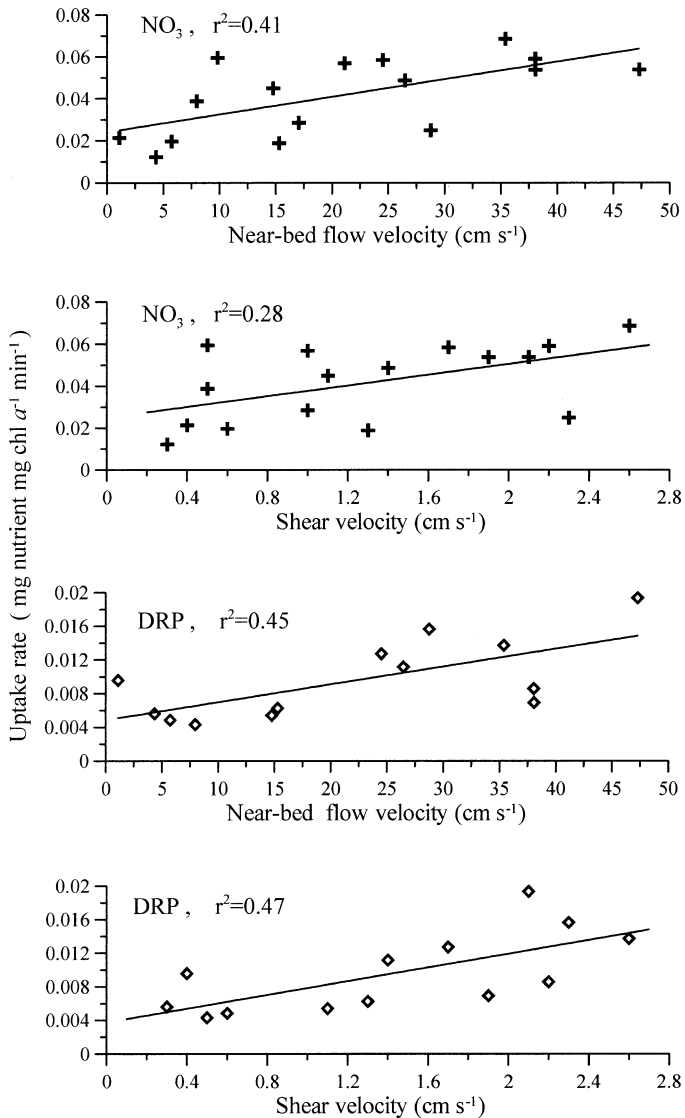 Uptake rate ( mg nutrient mg chl a⁻¹ min⁻¹)
NO₃ , r²=0.41
0.08
0.06
0.04
0.02
0
0 5 10 15 20 25 30 35 40 45 50
Near-bed flow velocity (cm s⁻¹)
NO₃ , r²=0.28
0.08
0.06
0.04
0.02
0
0 0.4 0.8 1.2 1.6 2 2.4 2.8
Shear velocity (cm s⁻¹)
DRP , r²=0.45
0.02
0.016
0.012
0.008
0.004
0
0 5 10 15 20 25 30 35 40 45 50
Near-bed flow velocity (cm s⁻¹)
DRP , r²=0.47
0.02
0.016
0.012
0.008
0.004
0
0 0.4 0.8 1.2 1.6 2 2.4 2.8
Shear velocity (cm s⁻¹)